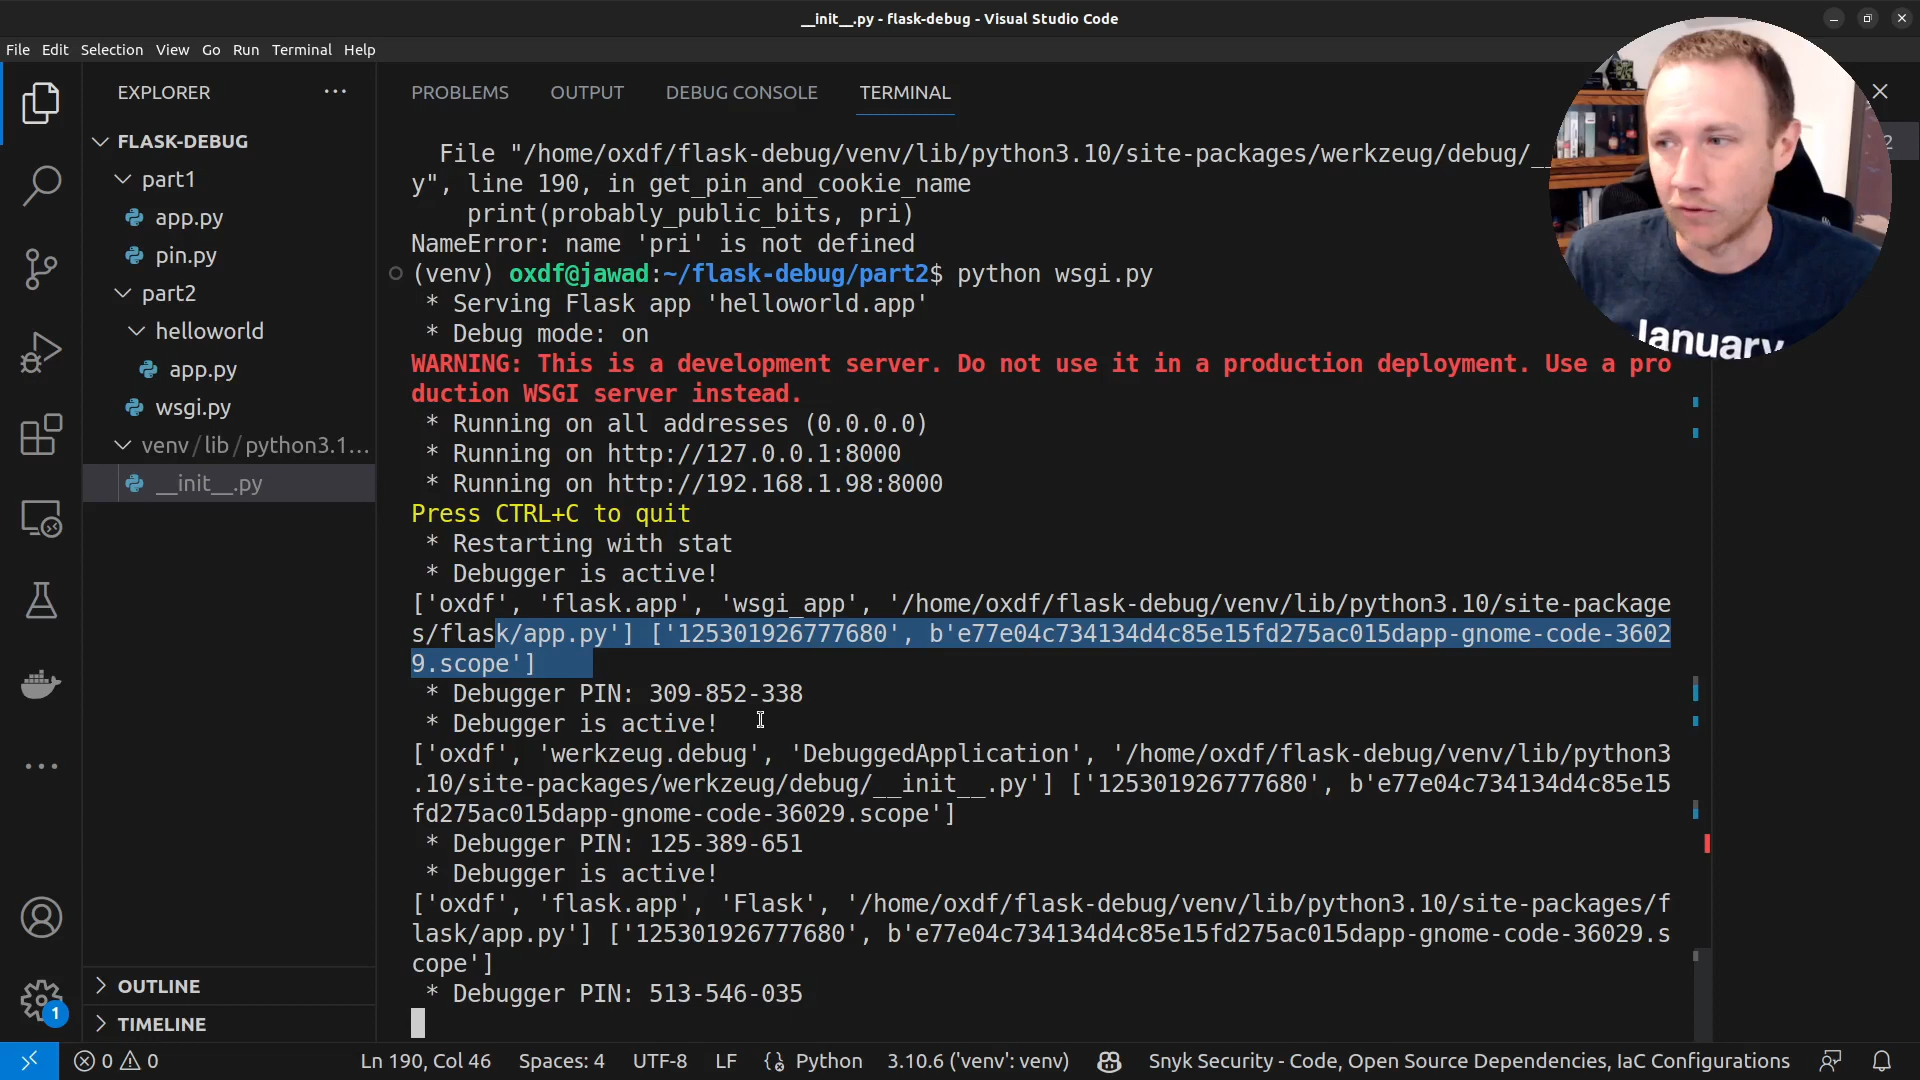 __init__.py - flask-debug - Visual Studio Code
File Edit Selection View Go Run Terminal Help
EXPLORER
FLASK-DEBUG
part1
app.py
pin.py
part2
helloworld
app.py
wsgi.py
venv/lib/python3.1...
__init__.py
OUTLINE
TIMELINE
1
PROBLEMS OUTPUT DEBUG CONSOLE TERMINAL
File "/home/oxdf/flask-debug/venv/lib/python3.10/site-packages/werkzeug/debug/__
y", line 190, in get_pin_and_cookie_name
print(probably_public_bits, pri)
NameError: name 'pri' is not defined
(venv) oxdf@jawad:~/flask-debug/part2$ python wsgi.py
* Serving Flask app 'helloworld.app'
* Debug mode: on
WARNING: This is a development server. Do not use it in a production deployment. Use a pro
duction WSGI server instead.
* Running on all addresses (0.0.0.0)
* Running on http://127.0.0.1:8000
* Running on http://192.168.1.98:8000
Press CTRL+C to quit
* Restarting with stat
* Debugger is active!
['oxdf', 'flask.app', 'wsgi_app', '/home/oxdf/flask-debug/venv/lib/python3.10/site-package
s/flask/app.py'] ['125301926777680', b'e77e04c734134d4c85e15fd275ac015dapp-gnome-code-3602
9.scope']
* Debugger PIN: 309-852-338
* Debugger is active!
['oxdf', 'werkzeug.debug', 'DebuggedApplication', '/home/oxdf/flask-debug/venv/lib/python3
.10/site-packages/werkzeug/debug/__init__.py'] ['125301926777680', b'e77e04c734134d4c85e15
fd275ac015dapp-gnome-code-36029.scope']
* Debugger PIN: 125-389-651
* Debugger is active!
['oxdf', 'flask.app', 'Flask', '/home/oxdf/flask-debug/venv/lib/python3.10/site-packages/f
lask/app.py'] ['125301926777680', b'e77e04c734134d4c85e15fd275ac015dapp-gnome-code-36029.s
cope']
* Debugger PIN: 513-546-035
January
2
0 0 Ln 190, Col 46 Spaces: 4 UTF-8 LF Python 3.10.6 ('venv': venv) Snyk Security - Code, Open Source Dependencies, IaC Configurations